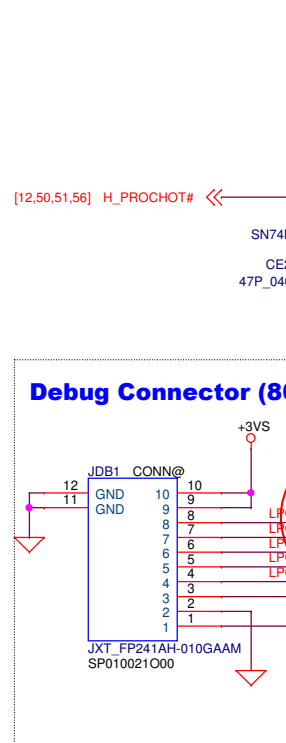 [12,50,51,56] H_PROCHOT#
Debug Connector
+3VS
JDB1 CONN@
12 GND 10 10
11 GND 9 9
8 8
7 7
6 6
5 5
4 4
3 3
2 2
1 1
JXT_FP241AH-010GAAM
SP010021O00